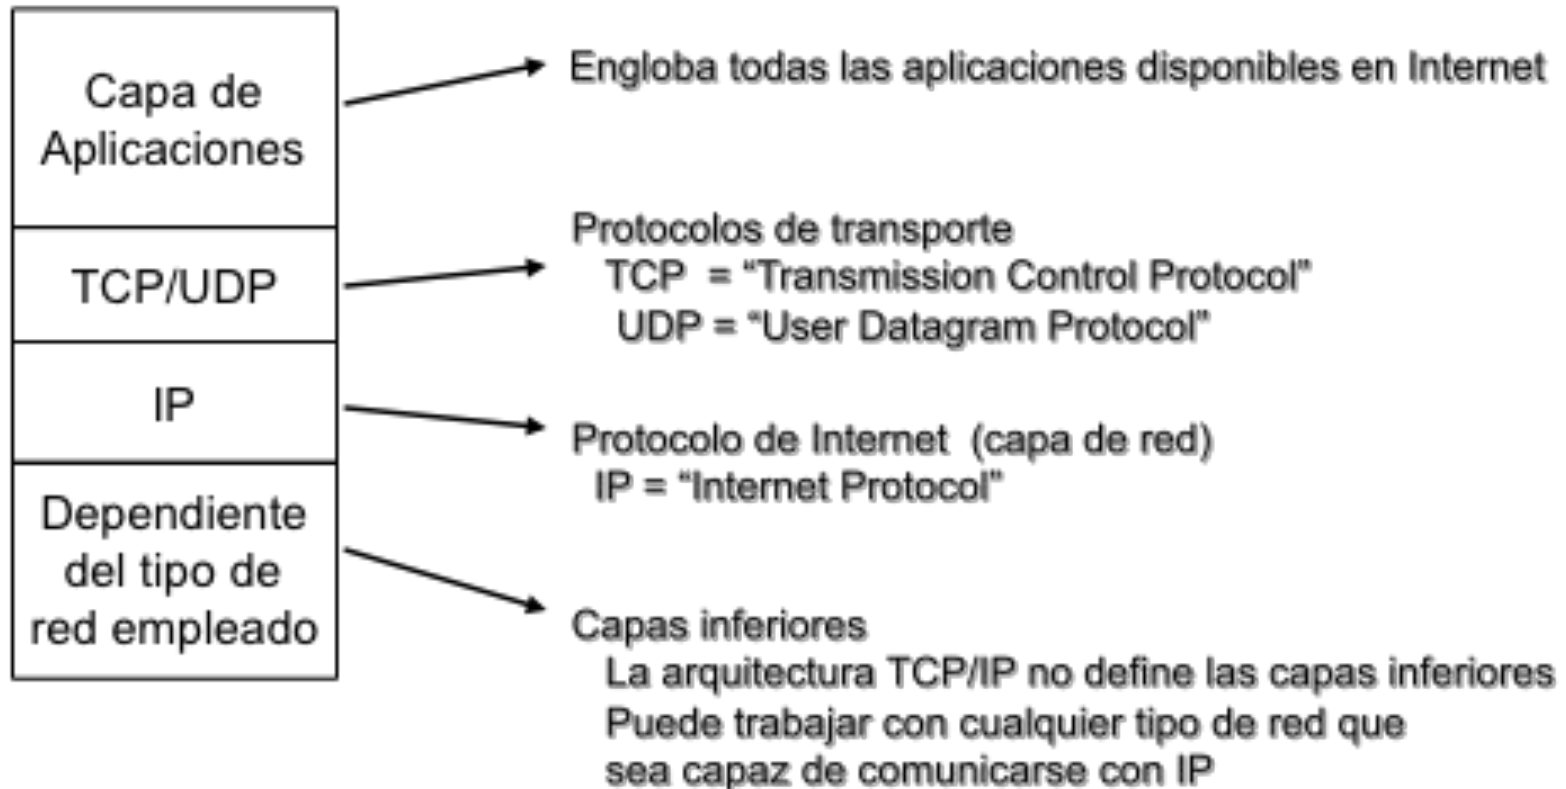 Capa de
Aplicaciones
Engloba todas las aplicaciones disponibles en Internet
TCP/UDP
Protocolos de transporte
TCP = “Transmission Control Protocol”
UDP = “User Datagram Protocol”
IP
Protocolo de Internet (capa de red)
IP = “Internet Protocol”
Dependiente
del tipo de
red empleado
Capas inferiores
La arquitectura TCP/IP no define las capas inferiores
Puede trabajar con cualquier tipo de red que
sea capaz de comunicarse con IP